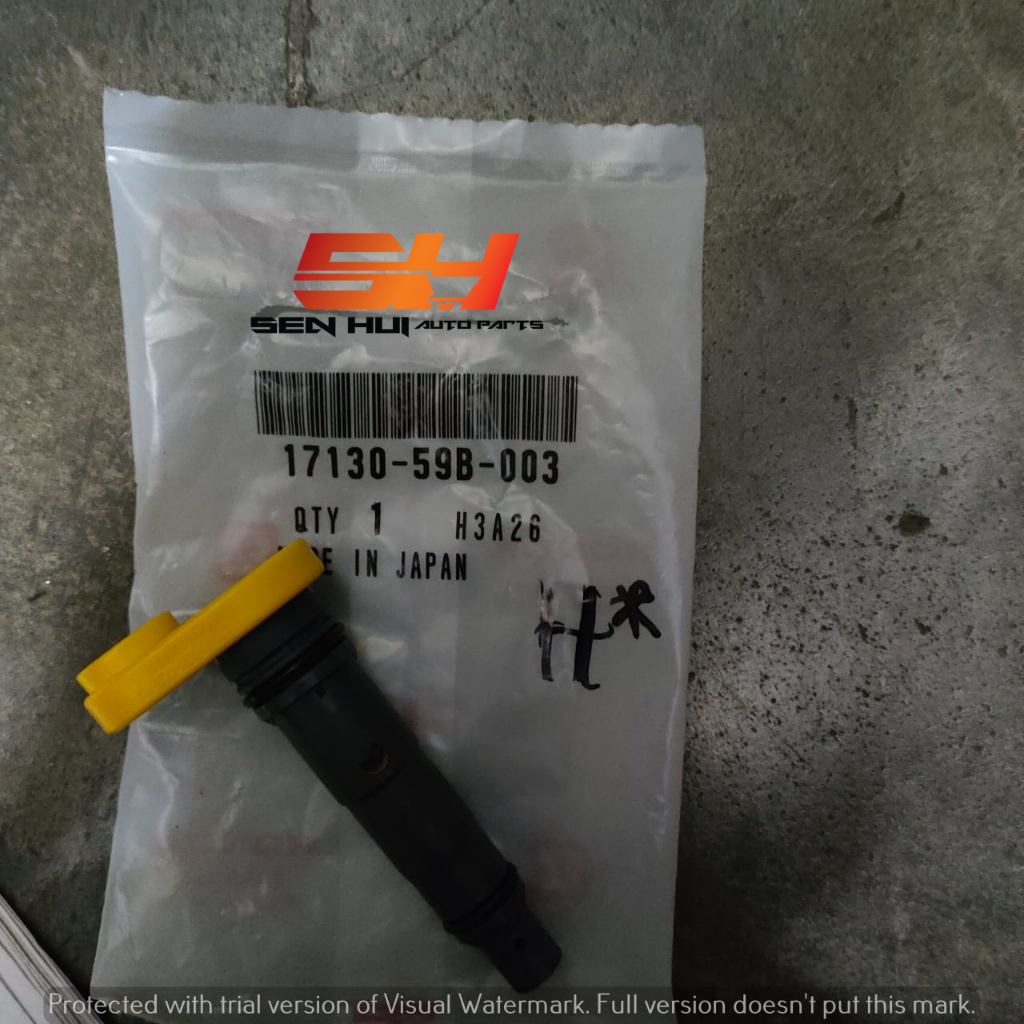 SH
SEN HUI AUTO PARTS
17130-59B-003
QTY 1 H3A26
IN JAPAN
H*
Protected with trial version of Visual Watermark. Full version doesn't put this mark.